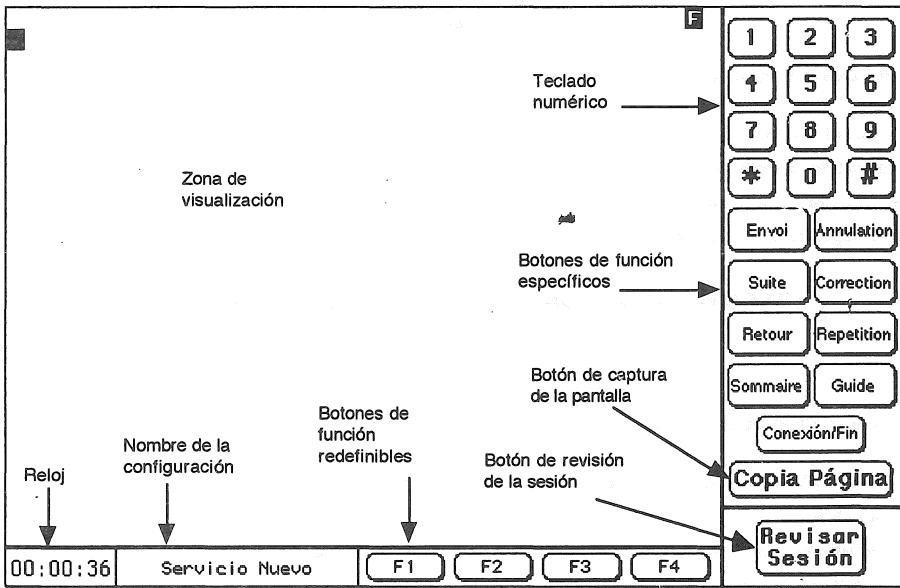 F
1 2 3
Teclado
numérico
4 5 6
7 8 9
* 0 #
Zona de
visualización
Envoi Annulation
Botones de función
específicos
Suite Correction
Retour Repetition
Botón de captura
de la pantalla
Sommaire Guide
Botones de
función
redefinibles
Conexión/Fin
Nombre de la
configuración
Botón de revisión
de la sesión
Reloj
Copia Página
Revisar
Sesión
00:00:36 Servicio Nuevo F1 F2 F3 F4